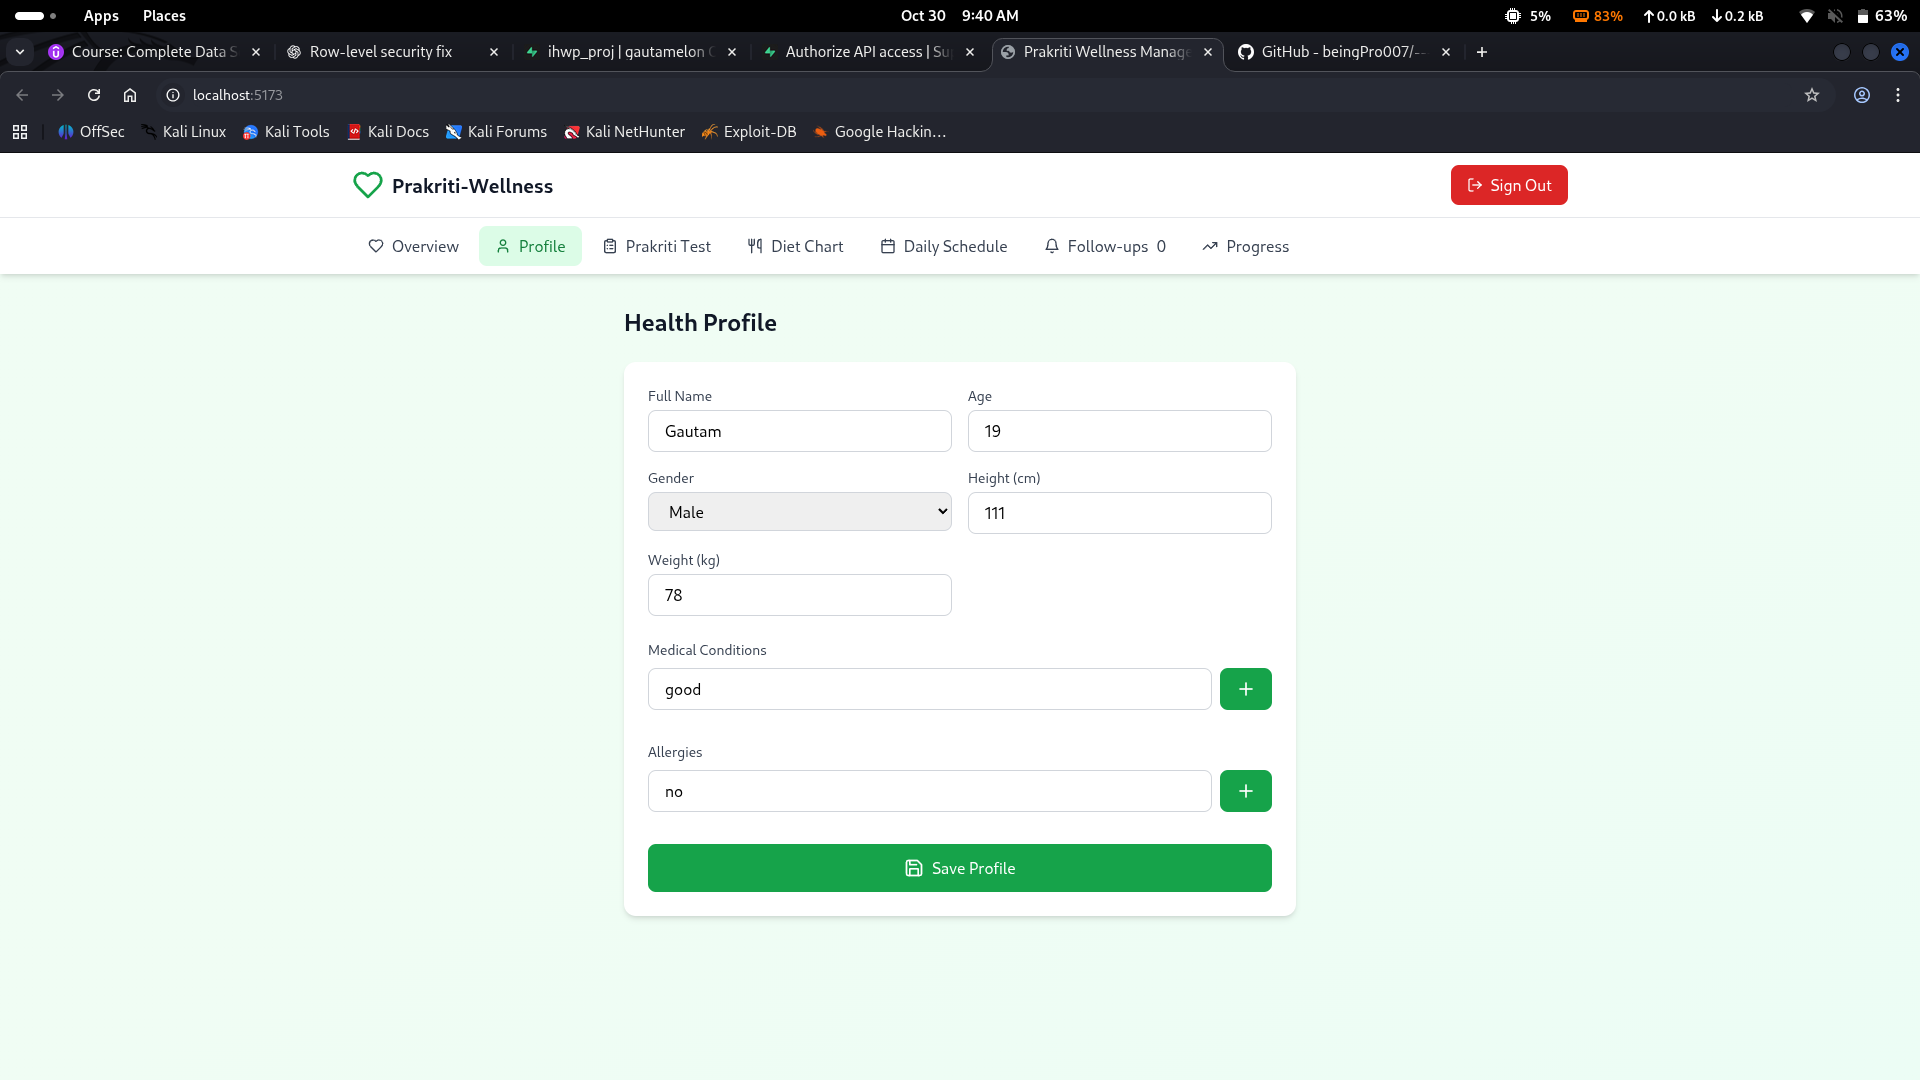 Apps Places Oct 30 9:40 AM 5% 83% 0.0 kB 0.2 kB 63%
Course: Complete Data S Row-level security fix ihwp_proj | gautamelon Authorize API access | Su Prakriti Wellness Manage GitHub - beingPro007/--
localhost:5173
OffSec Kali Linux Kali Tools Kali Docs Kali Forums Kali NetHunter Exploit-DB Google Hackin…
Prakriti-Wellness Sign Out
Overview Profile Prakriti Test Diet Chart Daily Schedule Follow-ups 0 Progress
Health Profile
Full Name Age
Gautam 19
Gender Height (cm)
Male 111
Weight (kg)
78
Medical Conditions
good
Allergies
no
Save Profile